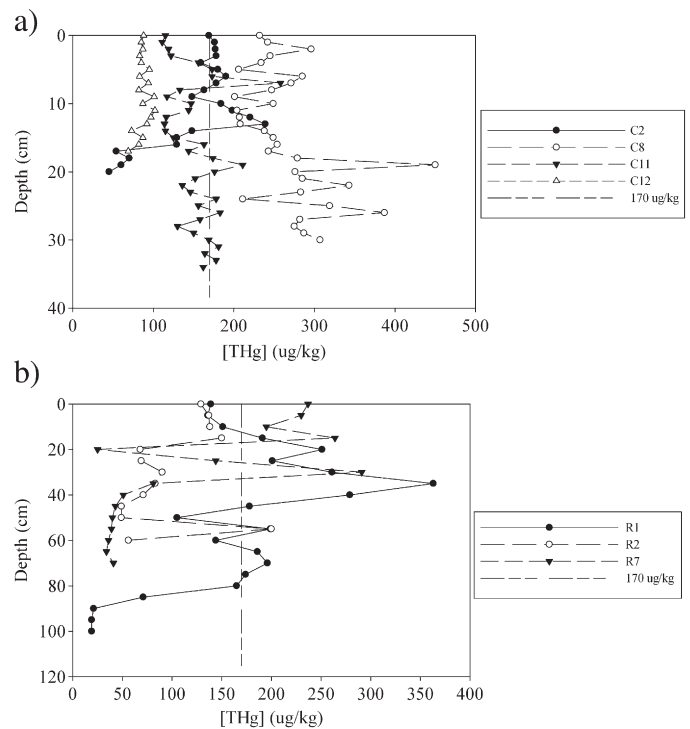 a)
0
10
20
30
40
Depth (cm)
0 100 200 300 400 500
[THg] (ug/kg)
C2
C8
C11
C12
170 ug/kg
b)
0
20
40
60
80
100
120
Depth (cm)
0 50 100 150 200 250 300 350 400
[THg] (ug/kg)
R1
R2
R7
170 ug/kg